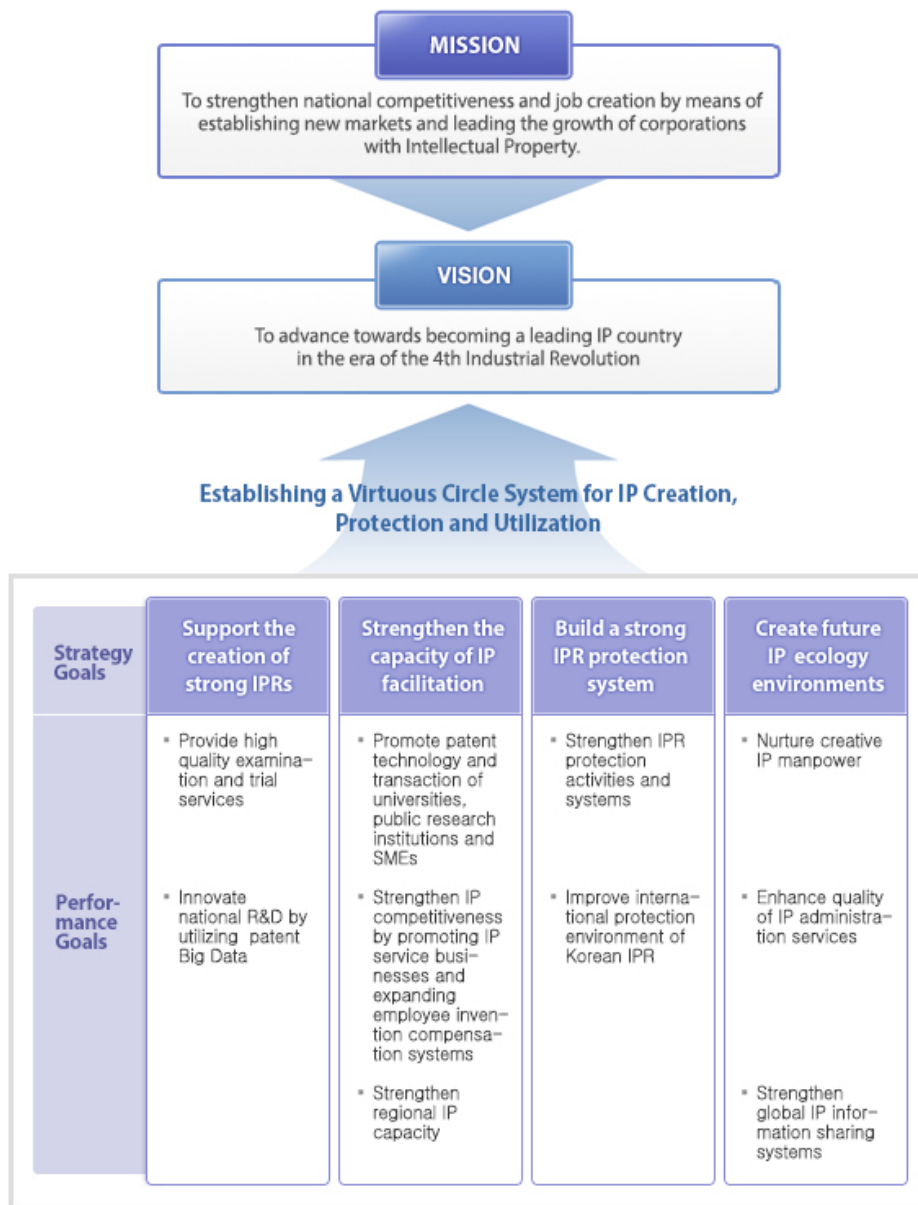 MISSION
To strengthen national competitiveness and job creation by means of
establishing new markets and leading the growth of corporations
with Intellectual Property.
VISION
To advance towards becoming a leading IP country
in the era of the 4th Industrial Revolution
Establishing a Virtuous Circle System for IP Creation,
Protection and Utilization
Strategy
Goals
Support the
creation of
strong IPRs
Strengthen the
capacity of IP
facilitation
Build a strong
IPR protection
system
Create future
IP ecology
environments
Perfor-
mance
Goals
▪ Provide high
quality examina-
tion and trial
services
▪ Innovate
national R&D by
utilizing patent
Big Data
▪ Promote patent
technology and
transaction of
universities,
public research
institutions and
SMEs
▪ Strengthen IP
competitiveness
by promoting IP
service busi-
nesses and
expanding
employee inven-
tion compensa-
tion systems
▪ Strengthen
regional IP
capacity
▪ Strengthen IPR
protection
activities and
systems
▪ Improve interna-
tional protection
environment of
Korean IPR
▪ Nurture creative
IP manpower
▪ Enhance quality
of IP administra-
tion services
▪ Strengthen
global IP infor-
mation sharing
systems